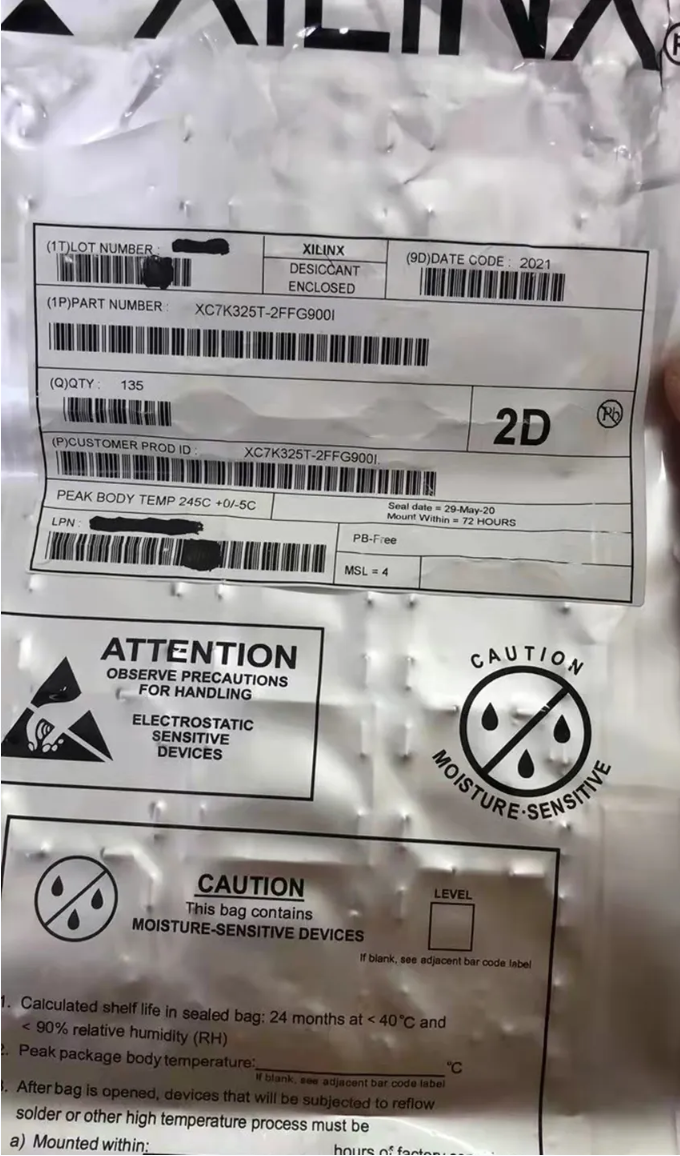 XILINX®
(1T)LOT NUMBER :
XILINX
DESICCANT
ENCLOSED
(9D)DATE CODE : 2021
(1P)PART NUMBER : XC7K325T-2FFG900I
(Q)QTY : 135
2D
Pb
(P)CUSTOMER PROD ID : XC7K325T-2FFG900I
PEAK BODY TEMP 245C +0/-5C
Seal date = 29-May-20
Mount Within = 72 HOURS
LPN :
PB-Free
MSL = 4
ATTENTION
OBSERVE PRECAUTIONS
FOR HANDLING
ELECTROSTATIC
SENSITIVE
DEVICES
CAUTION
MOISTURE-SENSITIVE
CAUTION
This bag contains
MOISTURE-SENSITIVE DEVICES
LEVEL
If blank, see adjacent bar code label
1. Calculated shelf life in sealed bag: 24 months at < 40°C and
< 90% relative humidity (RH)
2. Peak package body temperature: °C
If blank, see adjacent bar code label
After bag is opened, devices that will be subjected to reflow
solder or other high temperature process must be
a) Mounted within: hours of